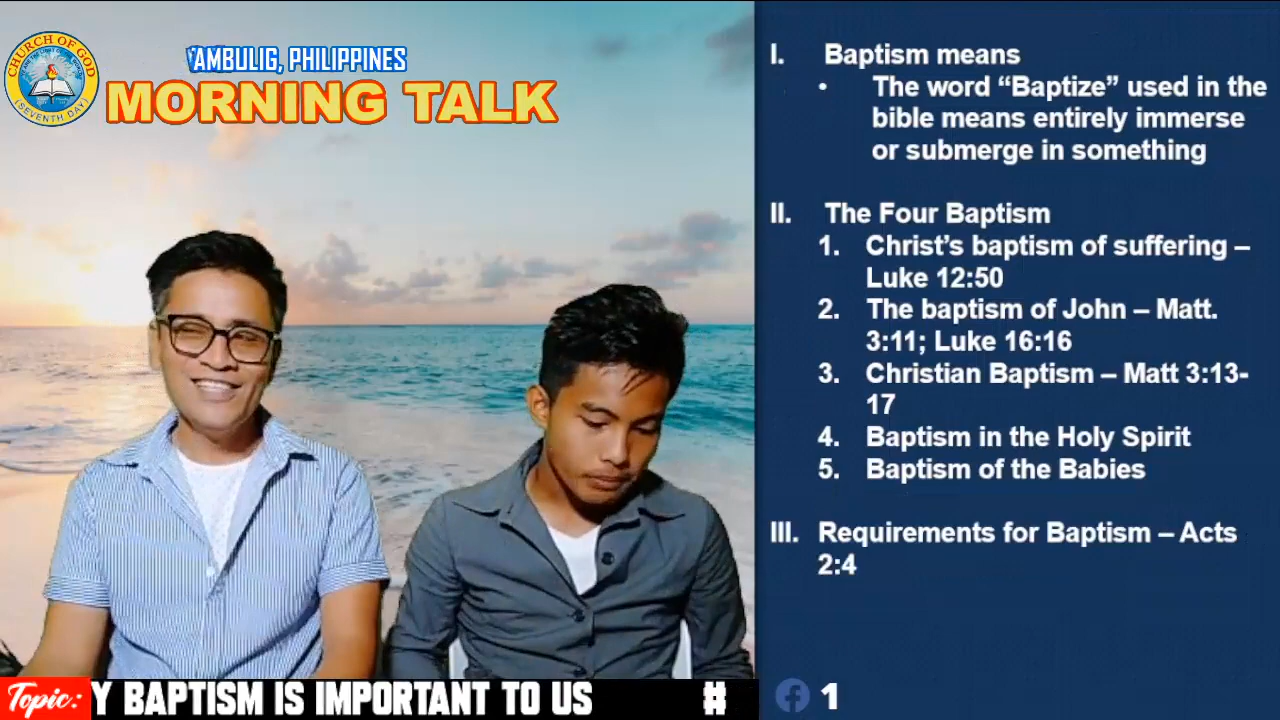 CHURCH OF GOD
(SEVENTH DAY)
AMBULIG, PHILIPPINES
MORNING TALK
I. Baptism means
• The word “Baptize” used in the
bible means entirely immerse
or submerge in something
II. The Four Baptism
1. Christ’s baptism of suffering –
Luke 12:50
2. The baptism of John – Matt.
3:11; Luke 16:16
3. Christian Baptism – Matt 3:13-
17
4. Baptism in the Holy Spirit
5. Baptism of the Babies
III. Requirements for Baptism – Acts
2:4
Topic: Y BAPTISM IS IMPORTANT TO US #
1